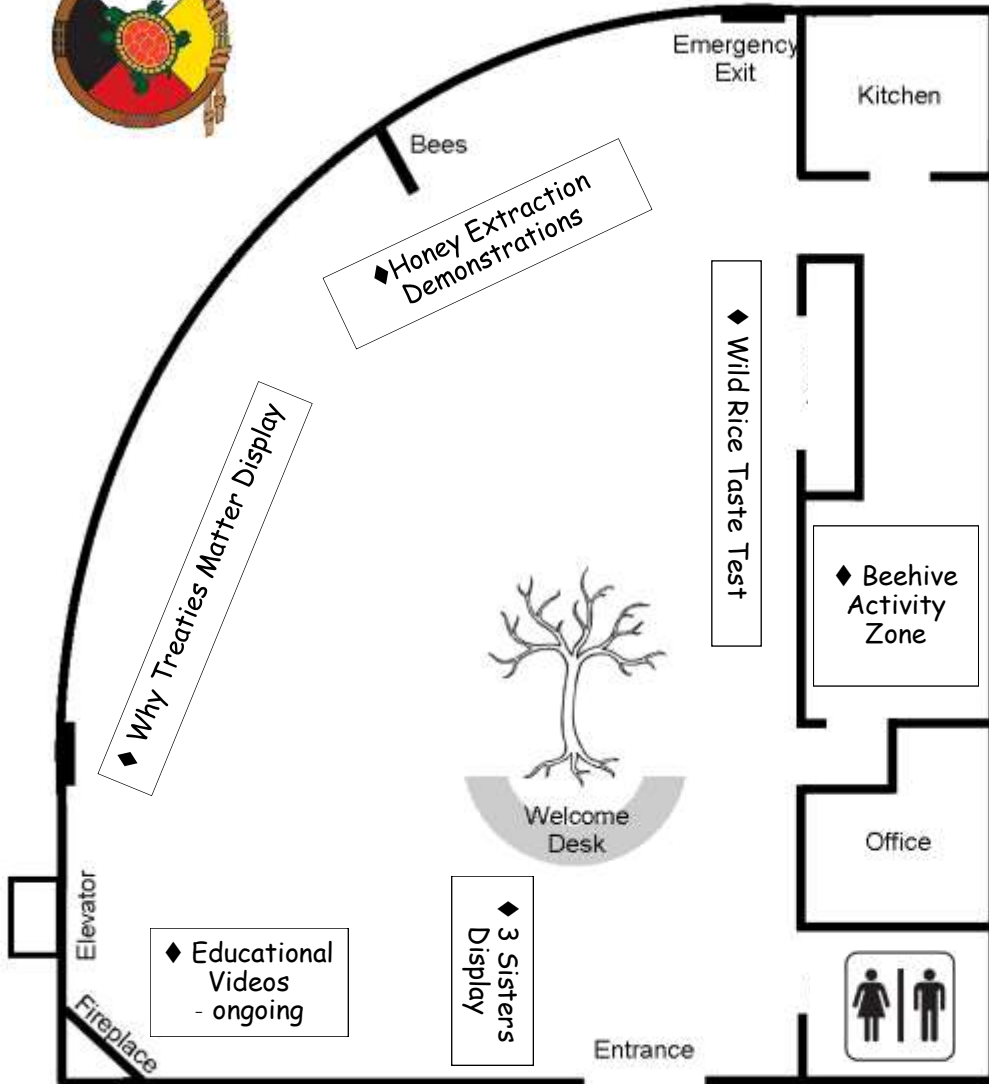 Emergency
Exit
Kitchen
Bees
♦Honey Extraction
Demonstrations
♦ Wild Rice Taste Test
♦ Why Treaties Matter Display
♦ Beehive
Activity
Zone
Welcome
Desk
Office
Elevator
♦ Educational
Videos
- ongoing
♦ 3 Sisters
Display
Fireplace
Entrance